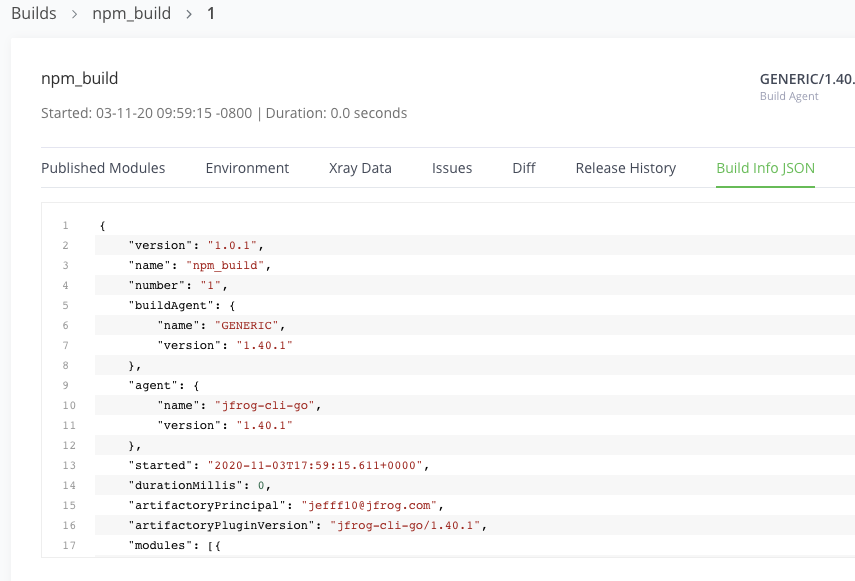 Builds > npm_build > 1
npm_build
GENERIC/1.40.
Build Agent
Started: 03-11-20 09:59:15 -0800 | Duration: 0.0 seconds
Published Modules Environment Xray Data Issues Diff Release History Build Info JSON
1 {
2 "version": "1.0.1",
3 "name": "npm_build",
4 "number": "1",
5 "buildAgent": {
6 "name": "GENERIC",
7 "version": "1.40.1"
8 },
9 "agent": {
10 "name": "jfrog-cli-go",
11 "version": "1.40.1"
12 },
13 "started": "2020-11-03T17:59:15.611+0000",
14 "durationMillis": 0,
15 "artifactoryPrincipal": "jefff10@jfrog.com",
16 "artifactoryPluginVersion": "jfrog-cli-go/1.40.1",
17 "modules": [{